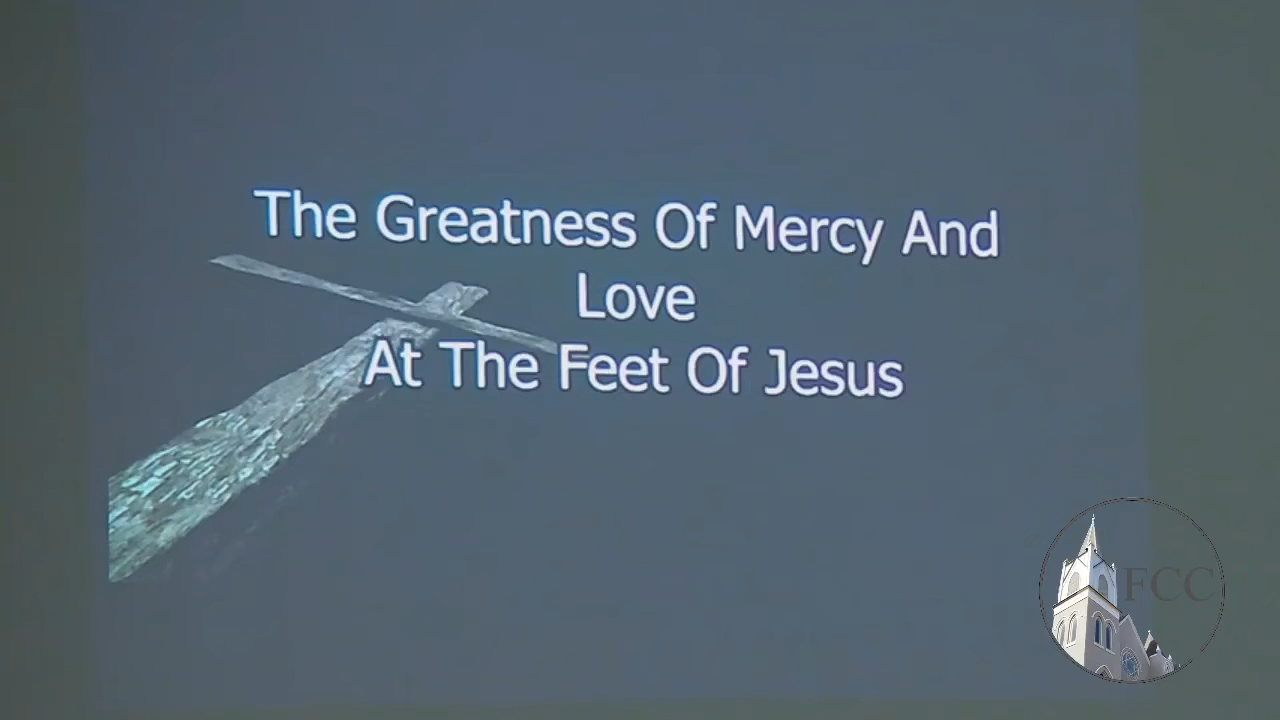 The Greatness Of Mercy And
Love
At The Feet Of Jesus
FCC